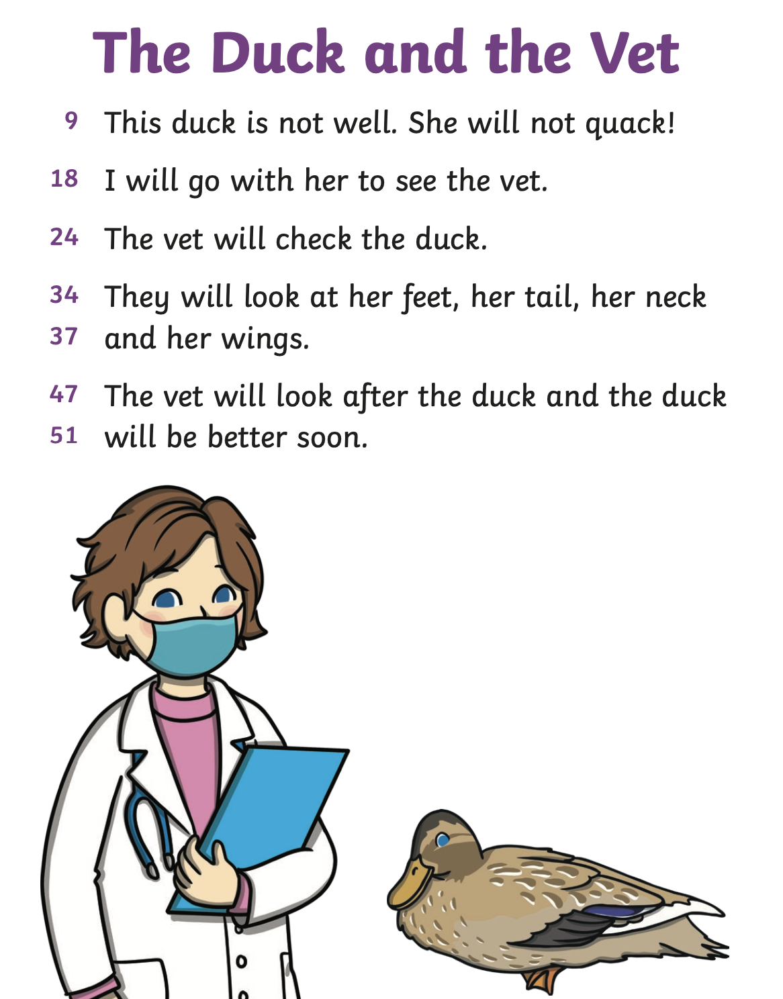 The Duck and the Vet
9 This duck is not well. She will not quack!
18 I will go with her to see the vet.
24 The vet will check the duck.
34 They will look at her feet, her tail, her neck
37 and her wings.
47 The vet will look after the duck and the duck
51 will be better soon.